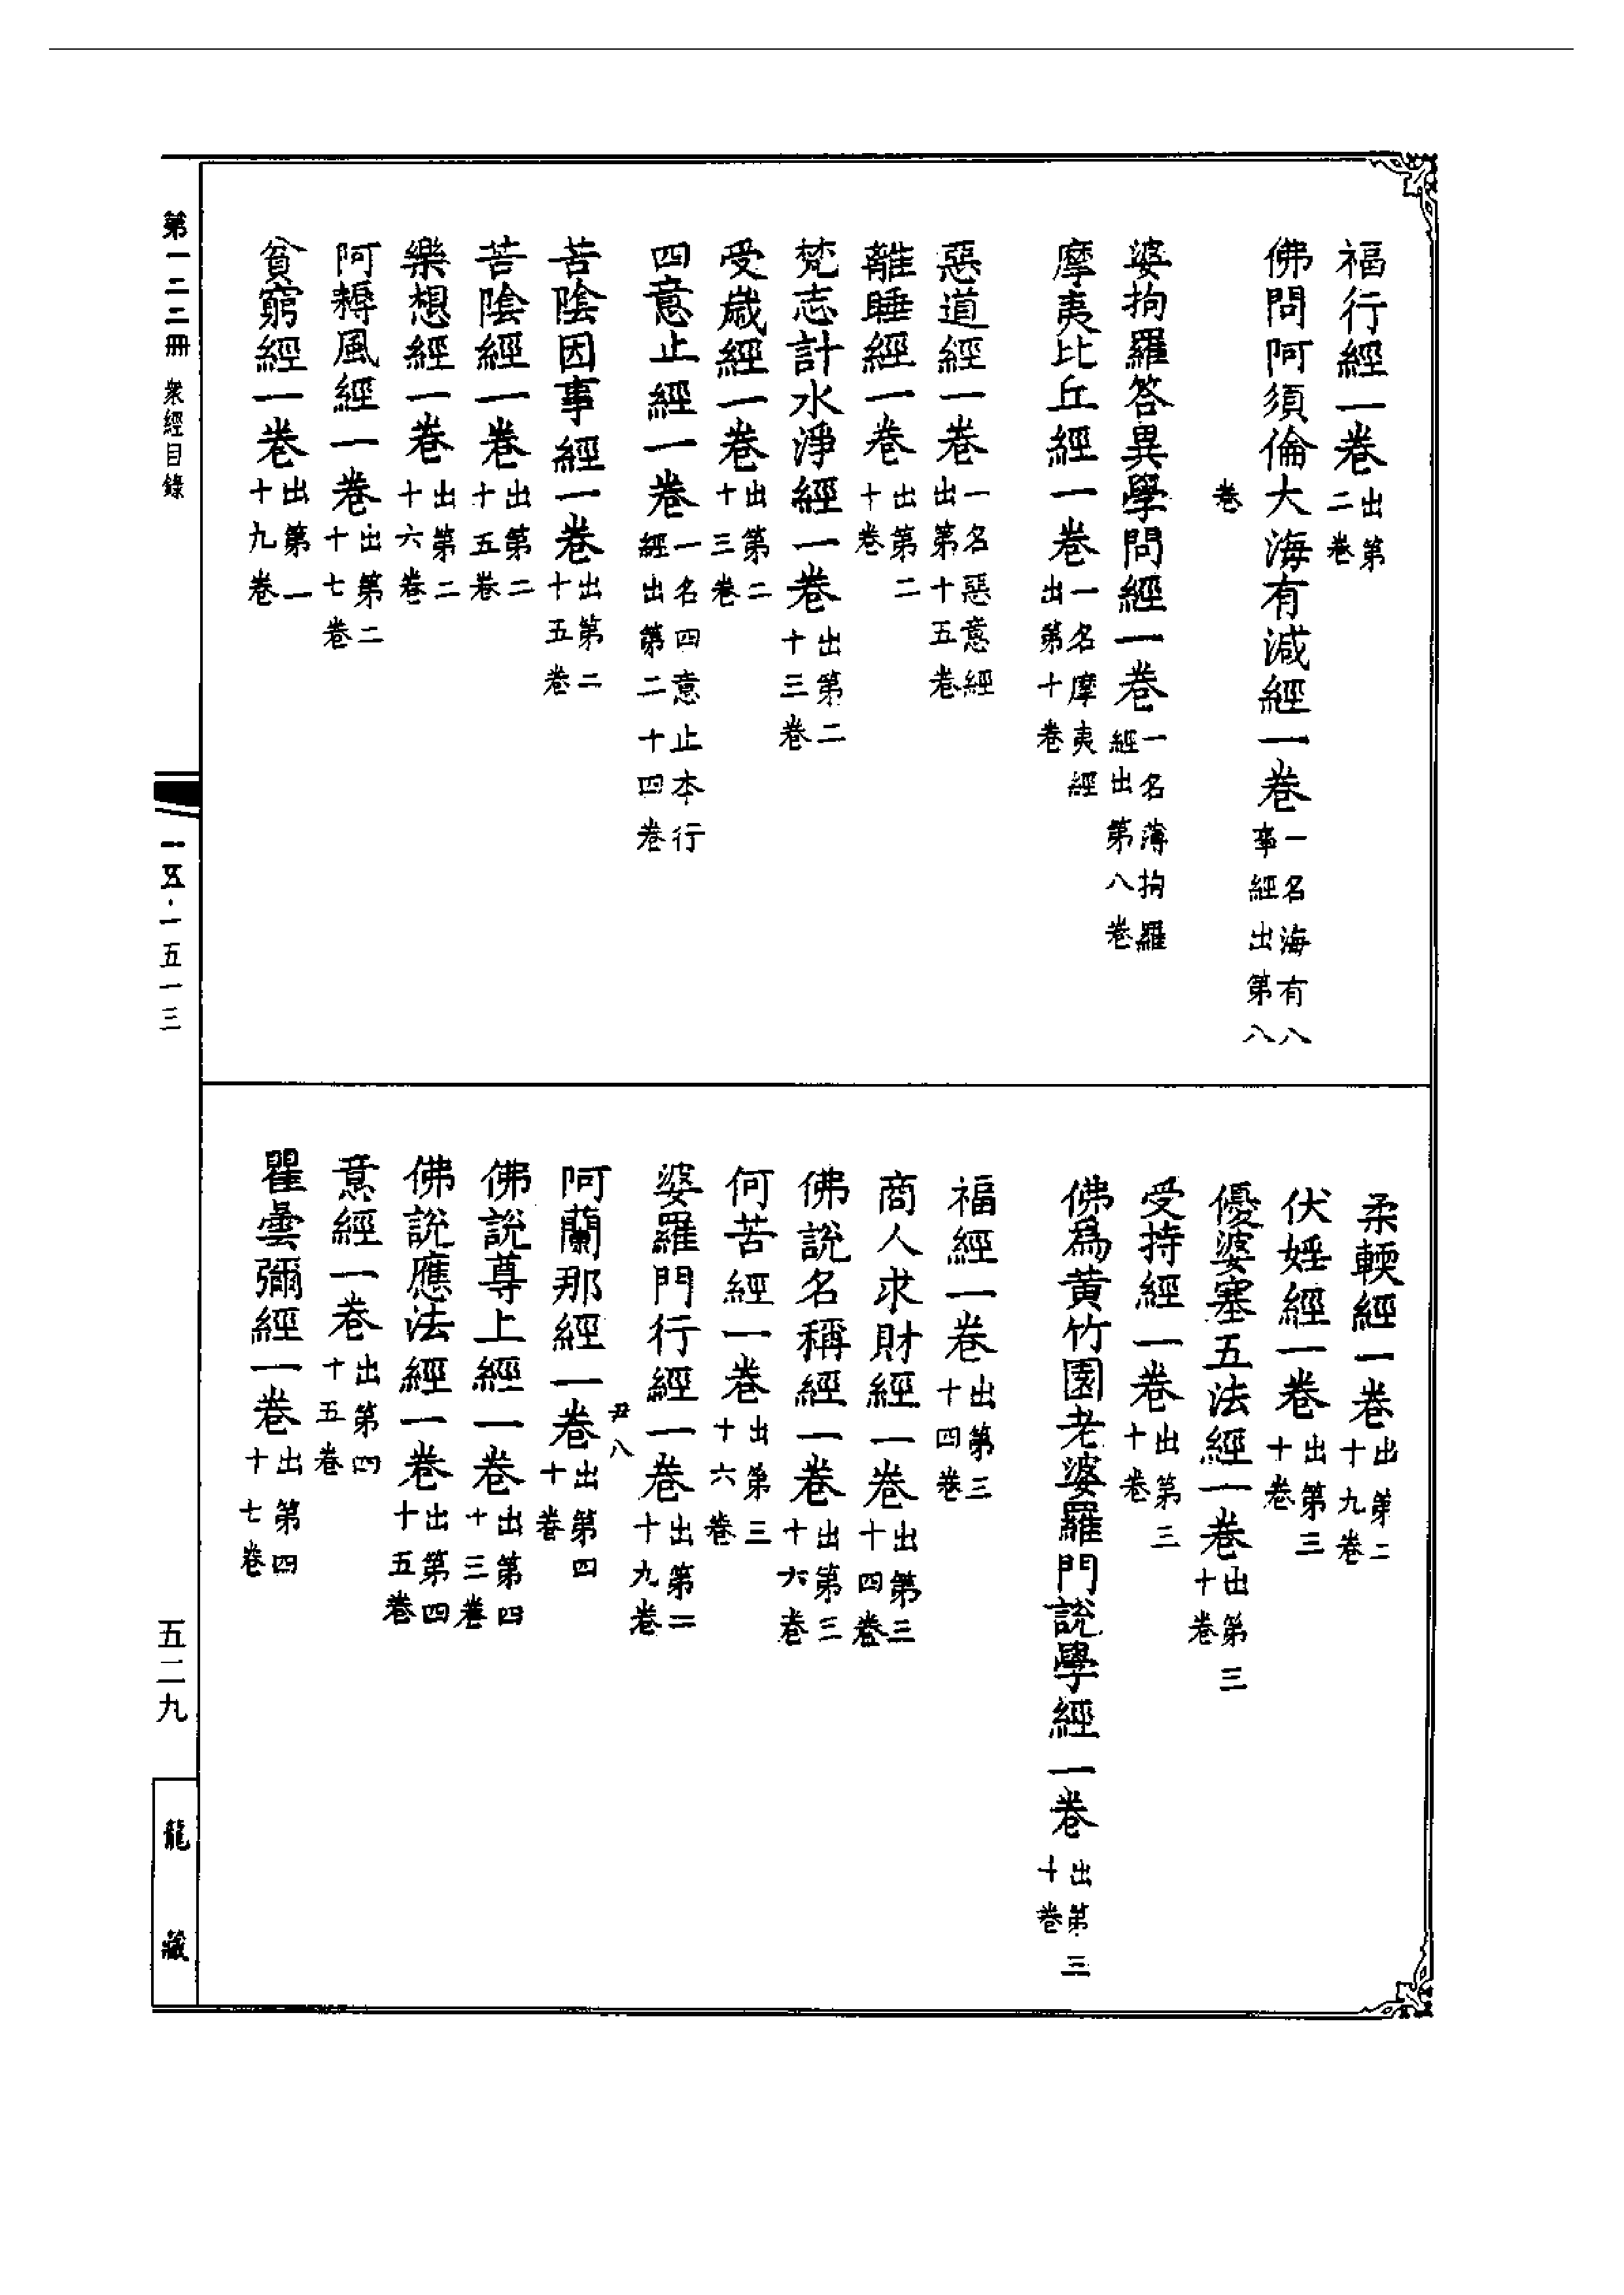 福行經一卷出第二卷
佛問阿須倫大海有減經一卷一名海有八事經出第八
卷
婆拘羅答異學問經一卷一名薄拘羅經出第八卷
摩夷比丘經一卷一名摩夷經出第十卷
惡道經一卷一名惡意經出第十五卷
離睡經一卷出第二十卷
梵志計水淨經一卷出第二十三卷
受歲經一卷出第二十三卷
四意止經一卷一名四意止本行經出第二十四卷
苦陰因事經一卷出第二十五卷
苦陰經一卷出第二十五卷
樂想經一卷出第二十六卷
阿耨風經一卷出第二十七卷
貧窮經一卷出第一十九卷
柔輭經一卷出第二十九卷
伏婬經一卷出第三十卷
優婆塞五法經一卷出第三十卷
受持經一卷出第三十卷
佛爲黃竹園老婆羅門說學經一卷出第三十卷
福經一卷出第三十四卷
商人求財經一卷出第三十四卷
佛說名稱經一卷出第三十六卷
何苦經一卷出第三十六卷
婆羅門行經一卷出第二十九卷
尹八
阿蘭那經一卷出第四十卷
佛說尊上經一卷出第四十三卷
佛說應法經一卷出第四十五卷
意經一卷出第四十五卷
瞿曇彌經一卷出第四十七卷
第一二二冊 衆經目錄
·一五一三
五二九
龍藏